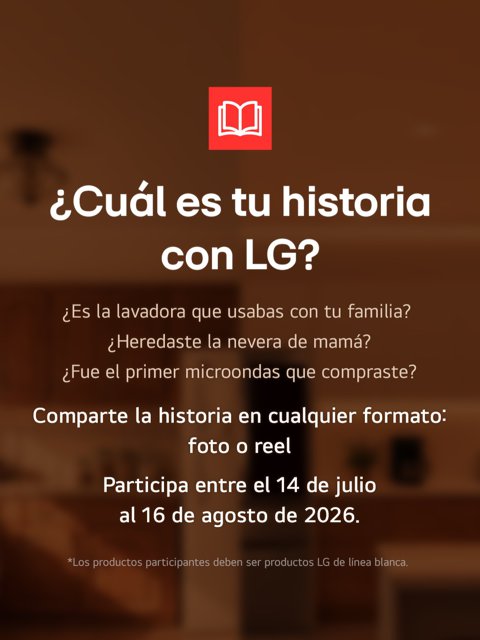 ¿Cuál es tu historia
con LG?
¿Es la lavadora que usabas con tu familia?
¿Heredaste la nevera de mamá?
¿Fue el primer microondas que compraste?
Comparte la historia en cualquier formato:
foto o reel
Participa entre el 14 de julio
al 16 de agosto de 2026.
*Los productos participantes deben ser productos LG de línea blanca.